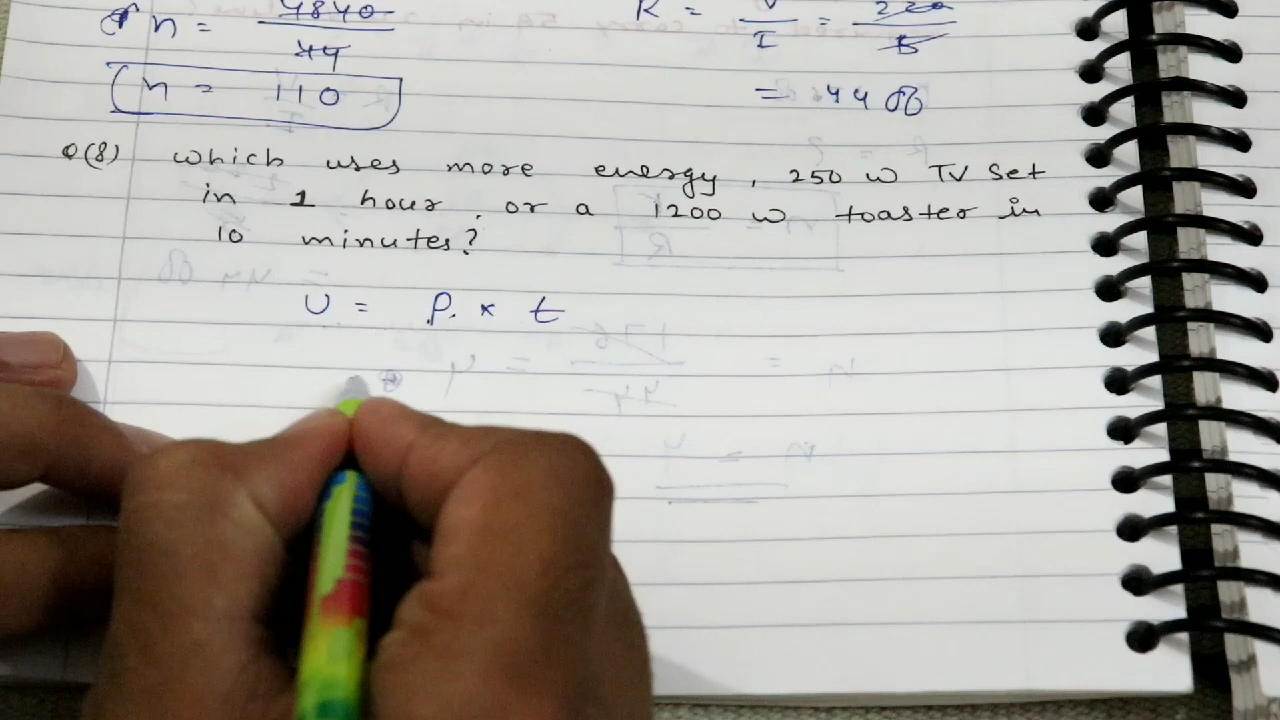 n = 4840
44
n = 110
R = V = 220
I 5
= 44 Ω
Q(8) Which uses more energy, 250 W TV Set
in 1 hour, or a 1200 W toaster in
10 minutes?
U = P. × t